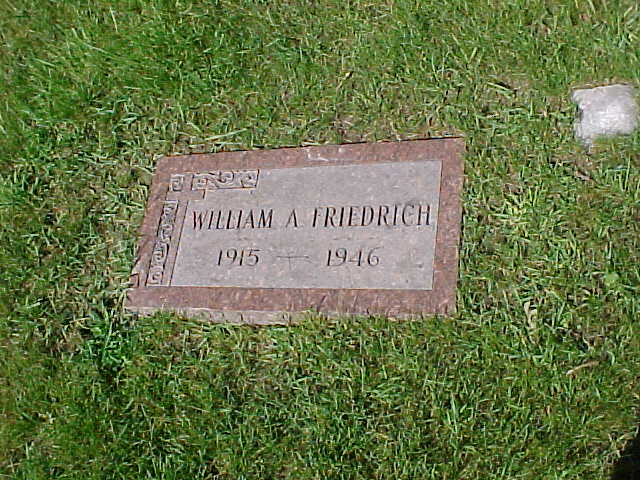 WILLIAM A. FRIEDRICH
1915 — 1946